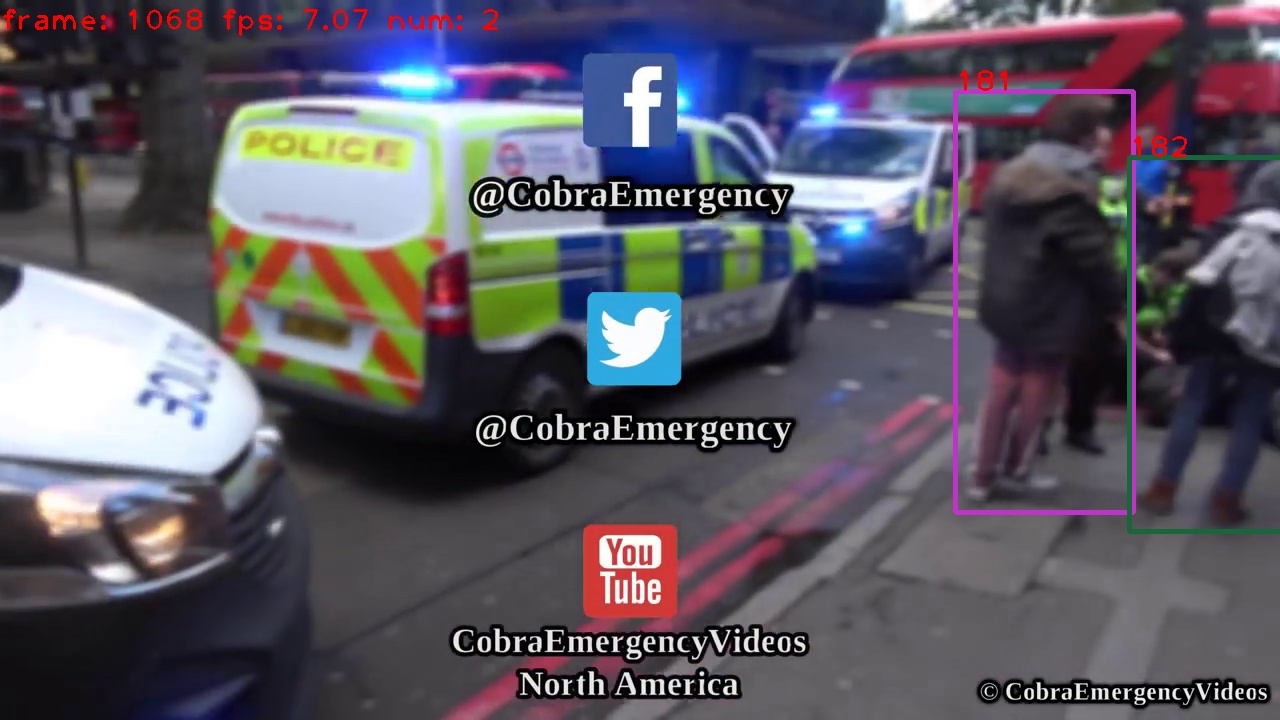 frame: 1068 fps: 7.07 num: 2
181
182
POLICE
@CobraEmergency
POLICE
@CobraEmergency
You
Tube
CobraEmergencyVideos
North America
© CobraEmergencyVideos